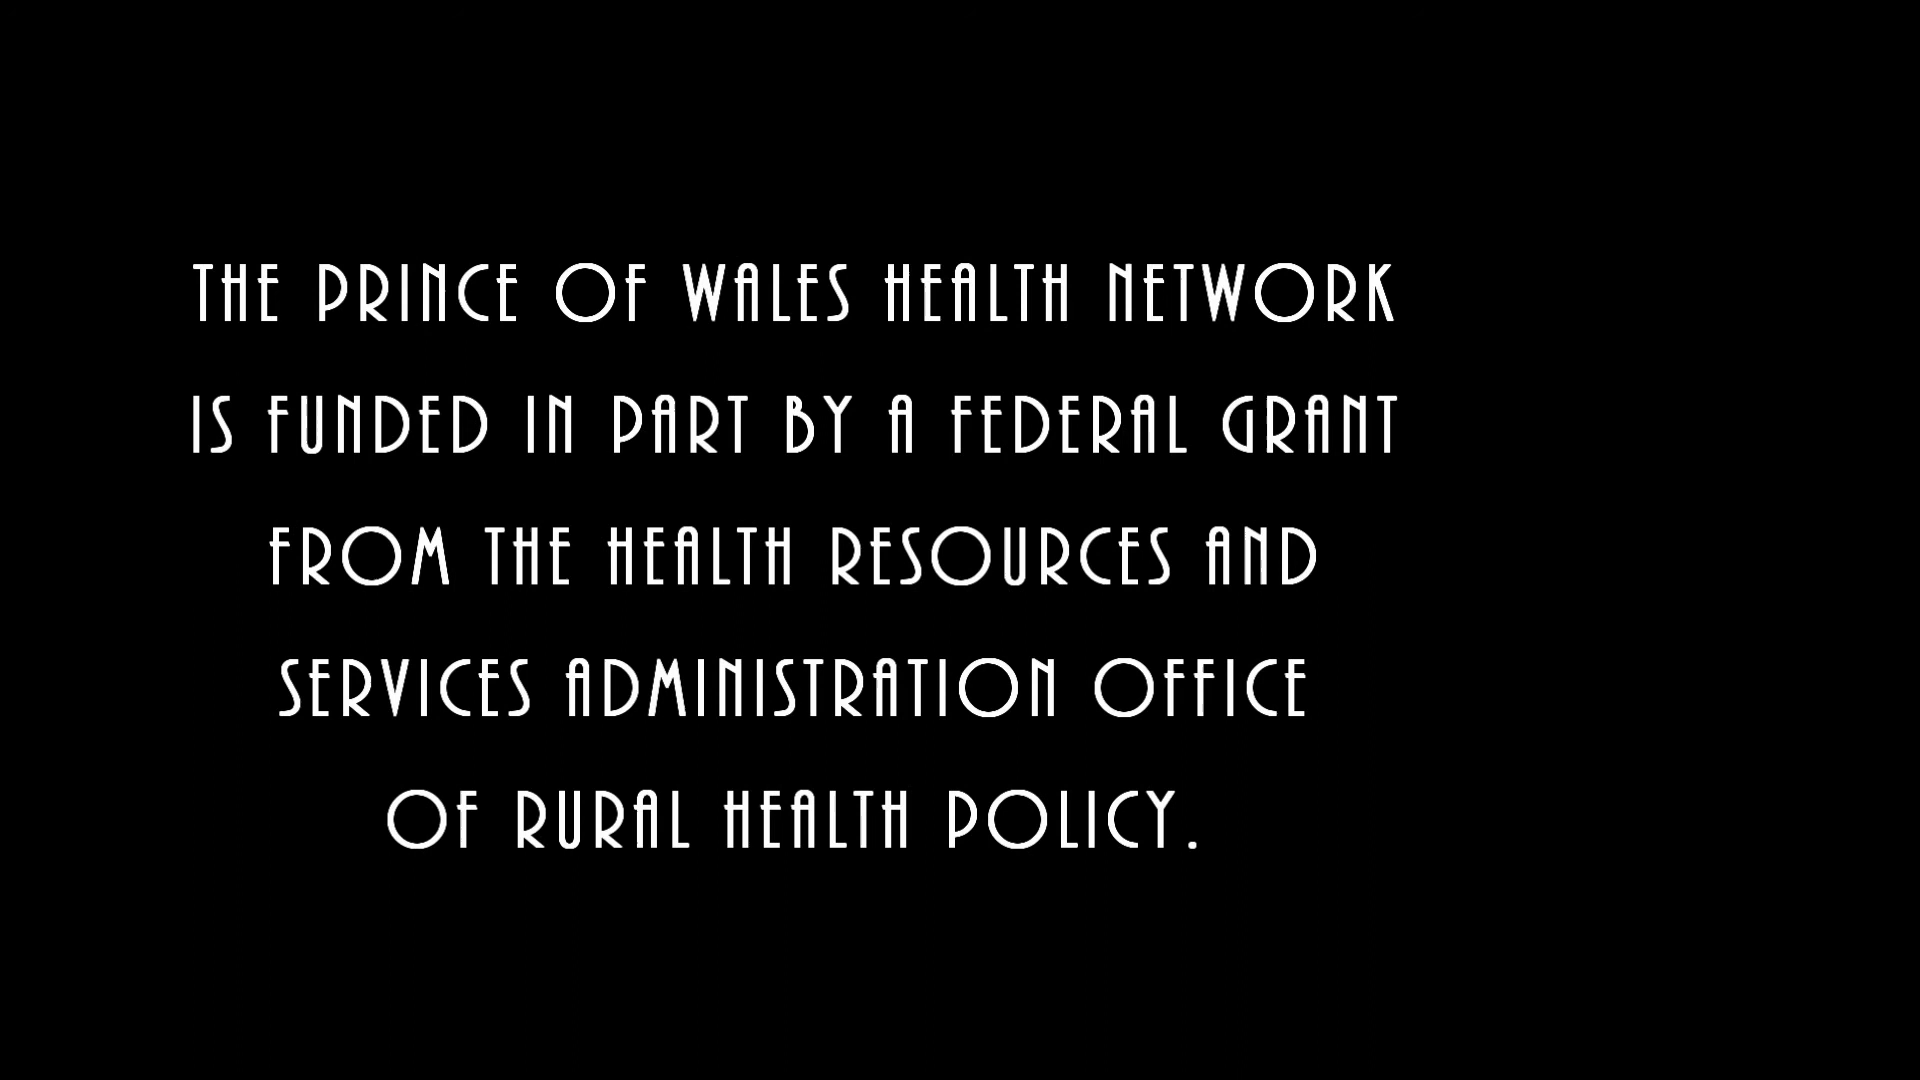 THE PRINCE OF WALES HEALTH NETWORK
IS FUNDED IN PART BY A FEDERAL GRANT
FROM THE HEALTH RESOURCES AND
SERVICES ADMINISTRATION OFFICE
OF RURAL HEALTH POLICY.